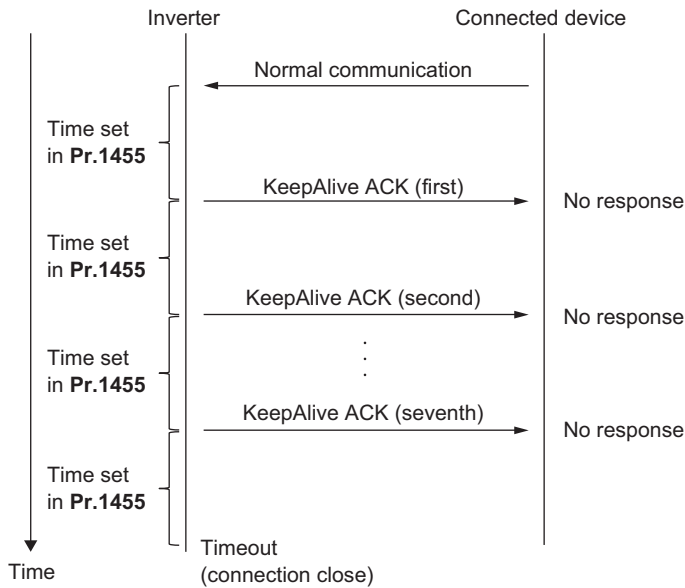 Inverter
Connected device
Normal communication
Time set
in Pr.1455
KeepAlive ACK (first)
No response
Time set
in Pr.1455
KeepAlive ACK (second)
No response
.
.
.
Time set
in Pr.1455
KeepAlive ACK (seventh)
No response
Time set
in Pr.1455
Timeout
(connection close)
Time